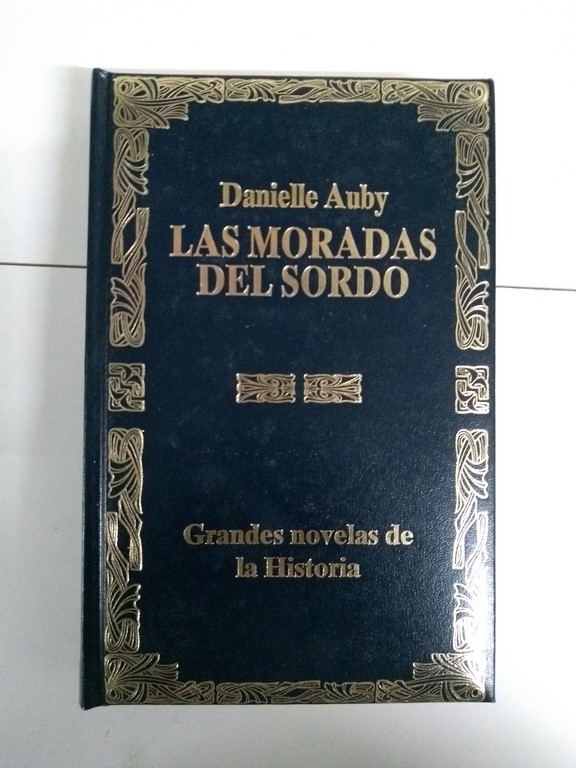 Danielle Auby
LAS MORADAS
DEL SORDO
Grandes novelas de
la Historia